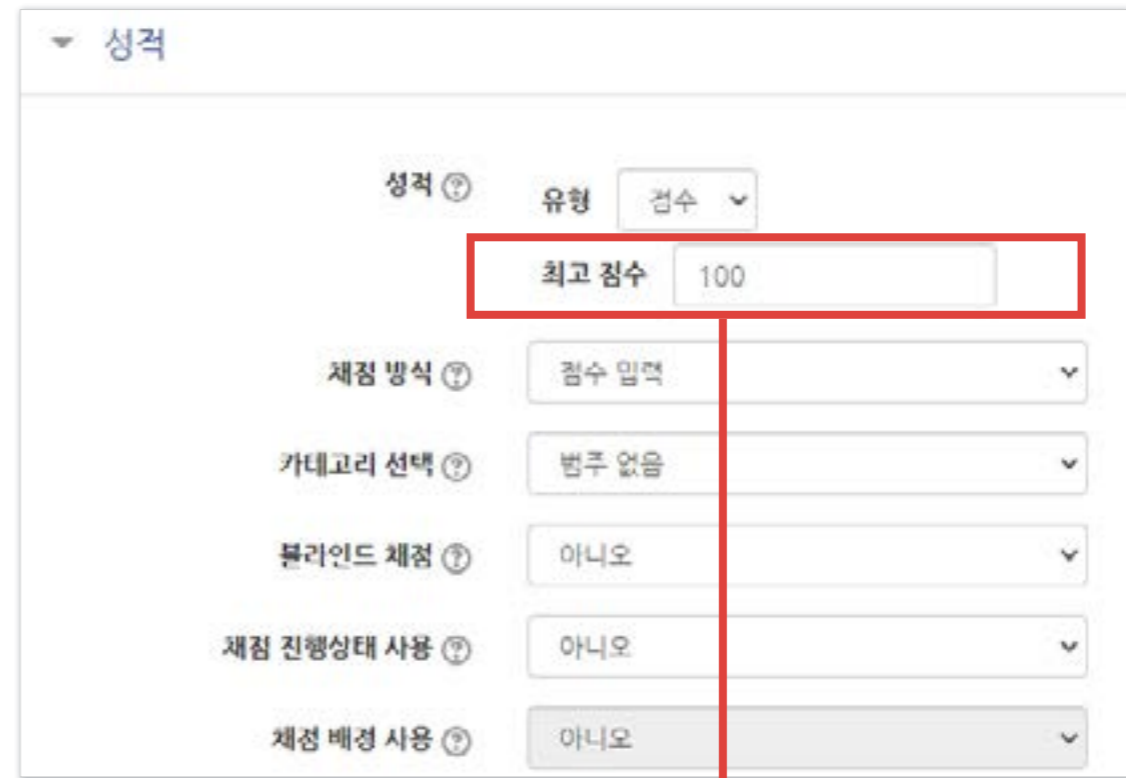 성적
성적
유형 점수
최고 점수 100
채점 방식 점수 입력
카테고리 선택 범주 없음
블라인드 채점 아니오
채점 진행상태 사용 아니오
채점 배정 사용 아니오